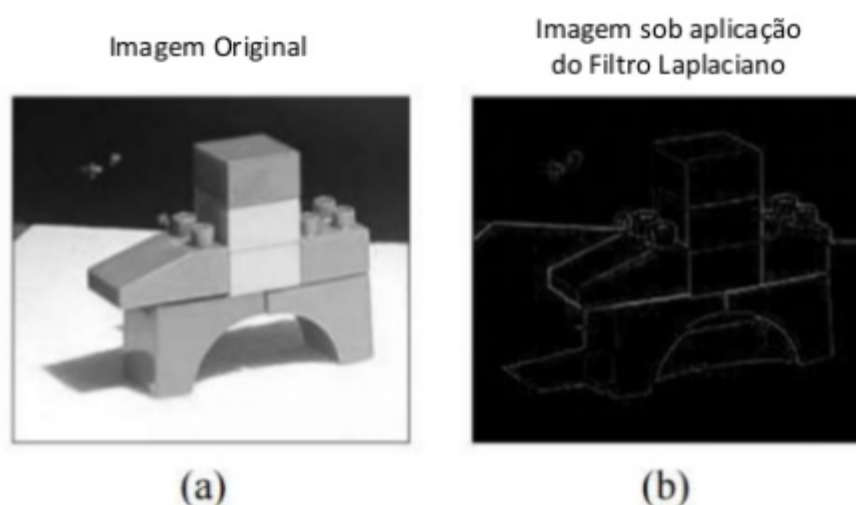 Imagem Original
Imagem sob aplicação
do Filtro Laplaciano
(a)
(b)